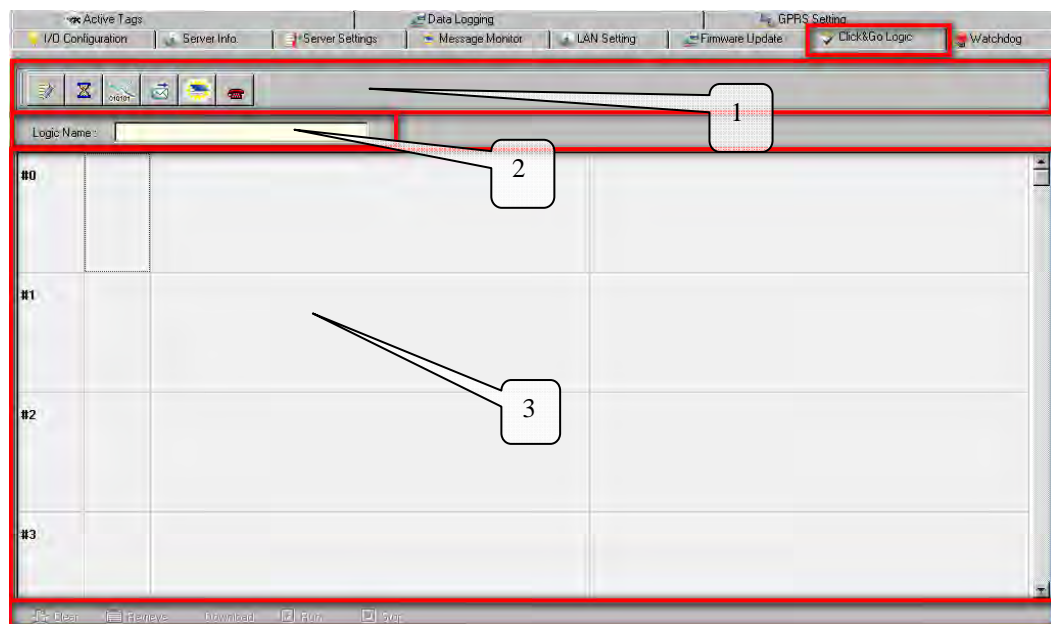 Active Tags Data Logging GPRS Setting
I/O Configuration Server Info. Server Settings Message Monitor LAN Setting Firmware Update Click&Go Logic Watchdog
010101
1
Logic Name :
2
#0
#1
3
#2
#3
Clear Retrieve Download Run Stop